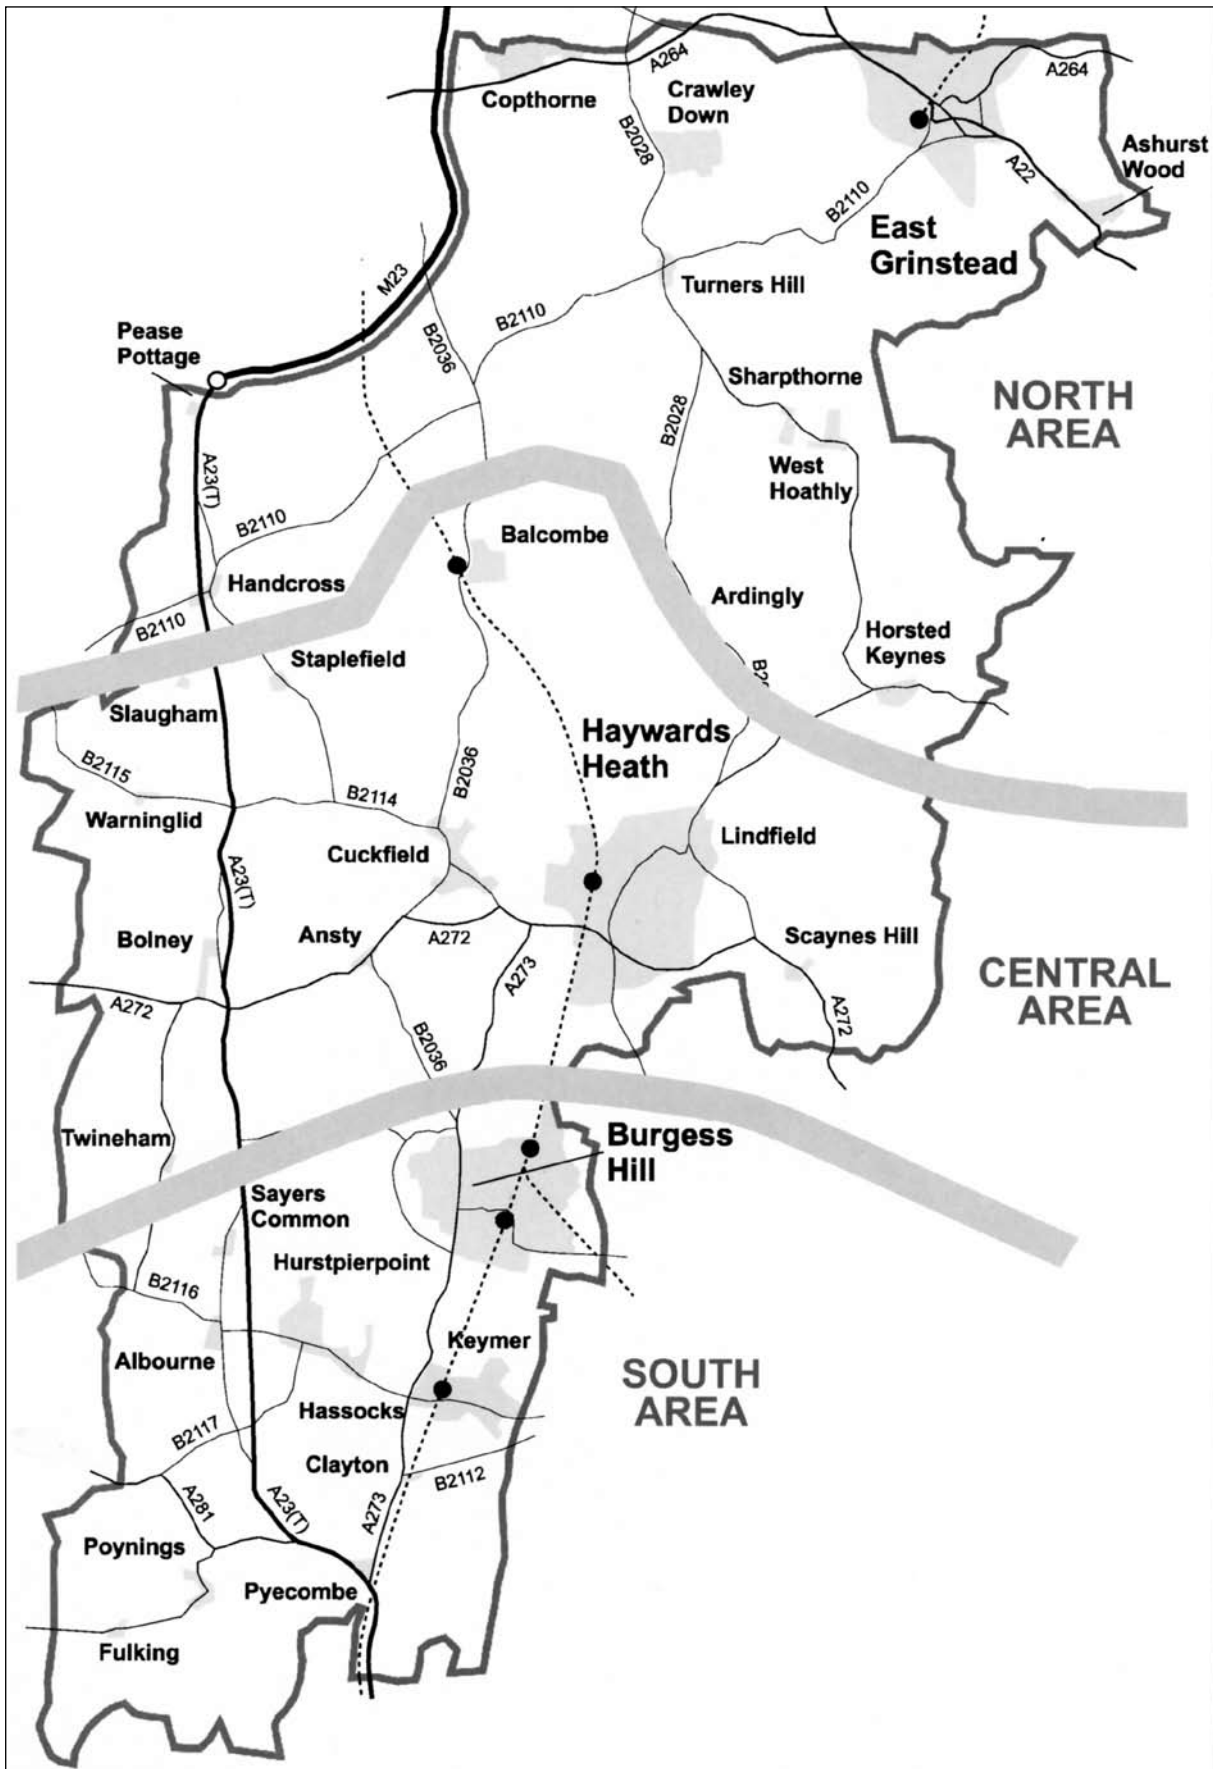 A264
A264
Copthorne
Crawley
Down
B2028
Ashurst
Wood
A22
B2110
East
Grinstead
M23
Turners Hill
B2110
Pease
Pottage
B2036
Sharpthorne
NORTH
AREA
B2028
A23(T)
West
Hoathly
B2110
Balcombe
Handcross
Ardingly
B2110
Horsted
Keynes
Staplefield
Slaugham
Haywards
Heath
B2115
B2036
B2114
Warninglid
Cuckfield
Lindfield
A23(T)
Bolney
Ansty
A272
A273
Scaynes Hill
CENTRAL
AREA
A272
A272
B2036
Twineham
Burgess
Hill
Sayers
Common
Hurstpierpoint
B2116
Keymer
Albourne
SOUTH
AREA
Hassocks
B2117
Clayton
B2112
A281
A23(T)
A273
Poynings
Pyecombe
Fulking